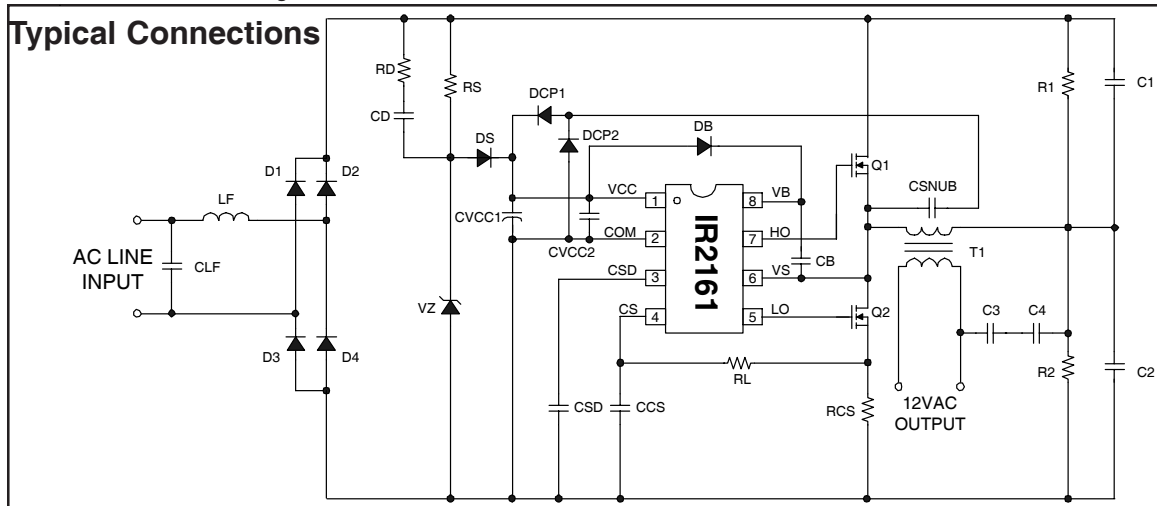 Typical Connections
RD
RS
CD
DS
DCP1
DCP2
DB
R1
C1
D1
D2
LF
AC LINE
INPUT
CLF
D3
D4
VZ
CVCC1
CVCC2
VCC
COM
CSD
CS
1
2
3
4
IR2161
8
7
6
5
VB
HO
VS
LO
CB
Q1
CSNUB
T1
Q2
C3
C4
R2
C2
RL
CSD
CCS
RCS
12VAC
OUTPUT